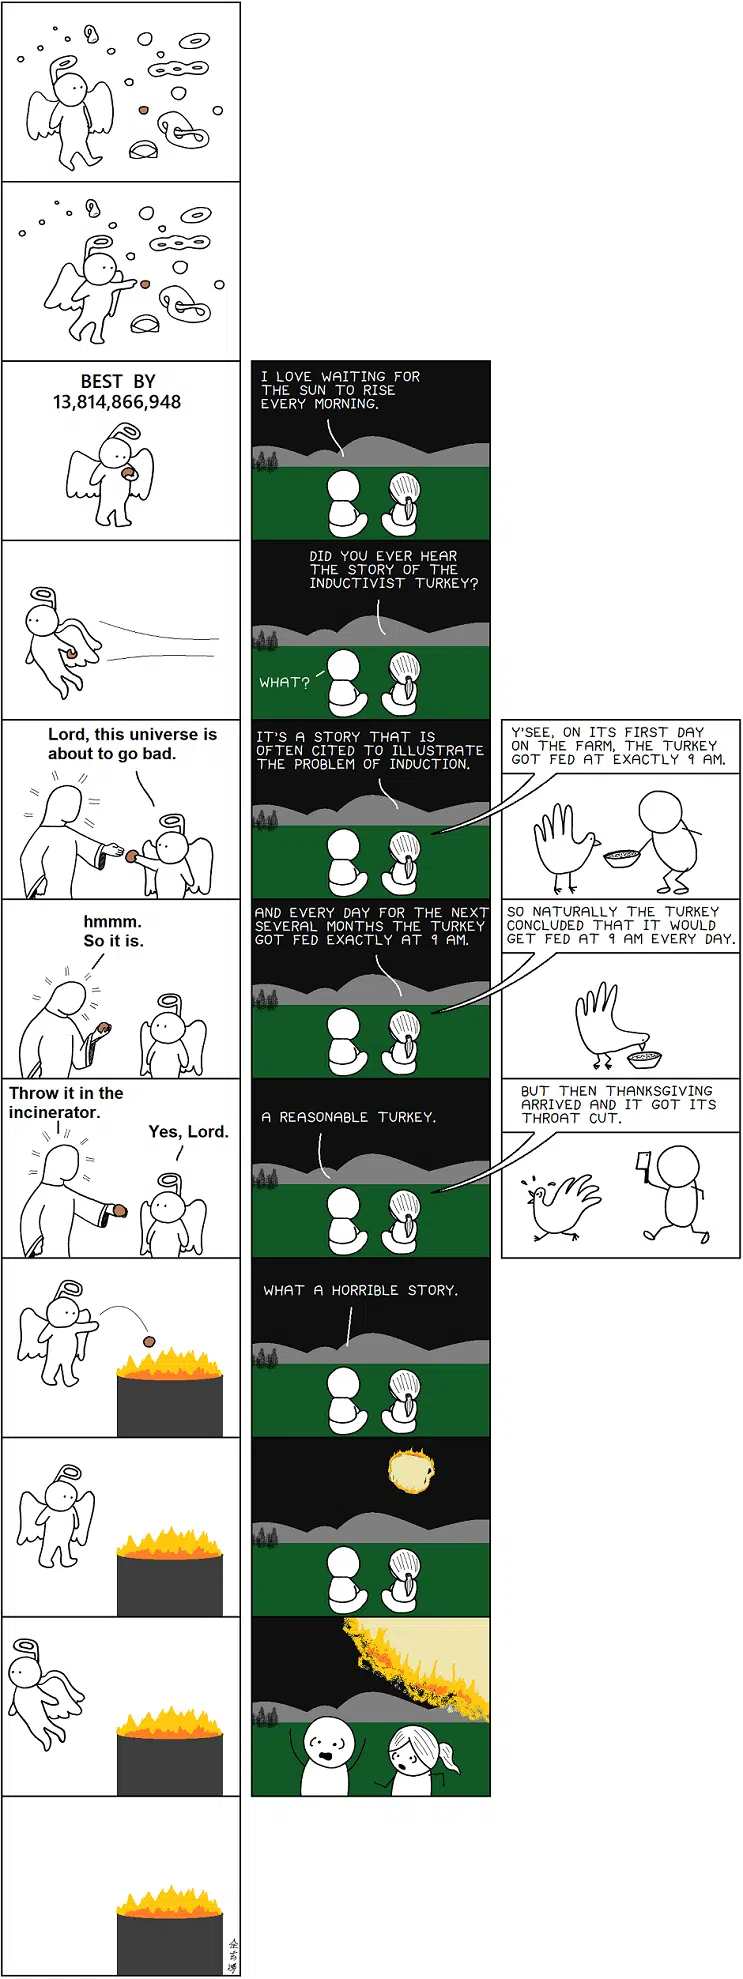 BEST BY
13,814,866,948
I LOVE WAITING FOR
THE SUN TO RISE
EVERY MORNING.
DID YOU EVER HEAR
THE STORY OF THE
INDUCTIVIST TURKEY?
WHAT?
Lord, this universe is
about to go bad.
IT'S A STORY THAT IS
OFTEN CITED TO ILLUSTRATE
THE PROBLEM OF INDUCTION.
Y'SEE, ON ITS FIRST DAY
ON THE FARM, THE TURKEY
GOT FED AT EXACTLY 9 AM.
hmmm.
So it is.
AND EVERY DAY FOR THE NEXT
SEVERAL MONTHS THE TURKEY
GOT FED EXACTLY AT 9 AM.
SO NATURALLY THE TURKEY
CONCLUDED THAT IT WOULD
GET FED AT 9 AM EVERY DAY.
Throw it in the
incinerator.
Yes, Lord.
A REASONABLE TURKEY.
BUT THEN THANKSGIVING
ARRIVED AND IT GOT ITS
THROAT CUT.
WHAT A HORRIBLE STORY.